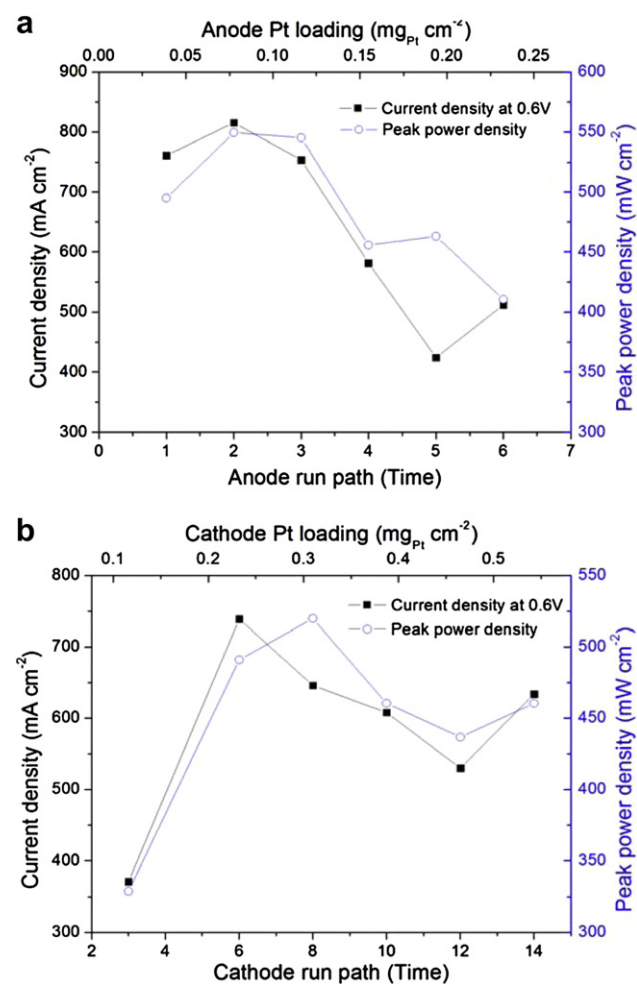 a
Anode Pt loading (mg_Pt cm⁻²)
0.00 0.05 0.10 0.15 0.20 0.25
900 600
Current density at 0.6V
Peak power density
800 550
700 500
600 450
500 400
400 350
300 300
Current density (mA cm⁻²)
Peak power density (mW cm⁻²)
0 1 2 3 4 5 6 7
Anode run path (Time)
b
Cathode Pt loading (mg_Pt cm⁻²)
0.1 0.2 0.3 0.4 0.5
800 550
Current density at 0.6V
Peak power density
700 500
450
600
400
500
400 350
300 300
Current density (mA cm⁻²)
Peak power density (mW cm⁻²)
2 4 6 8 10 12 14
Cathode run path (Time)